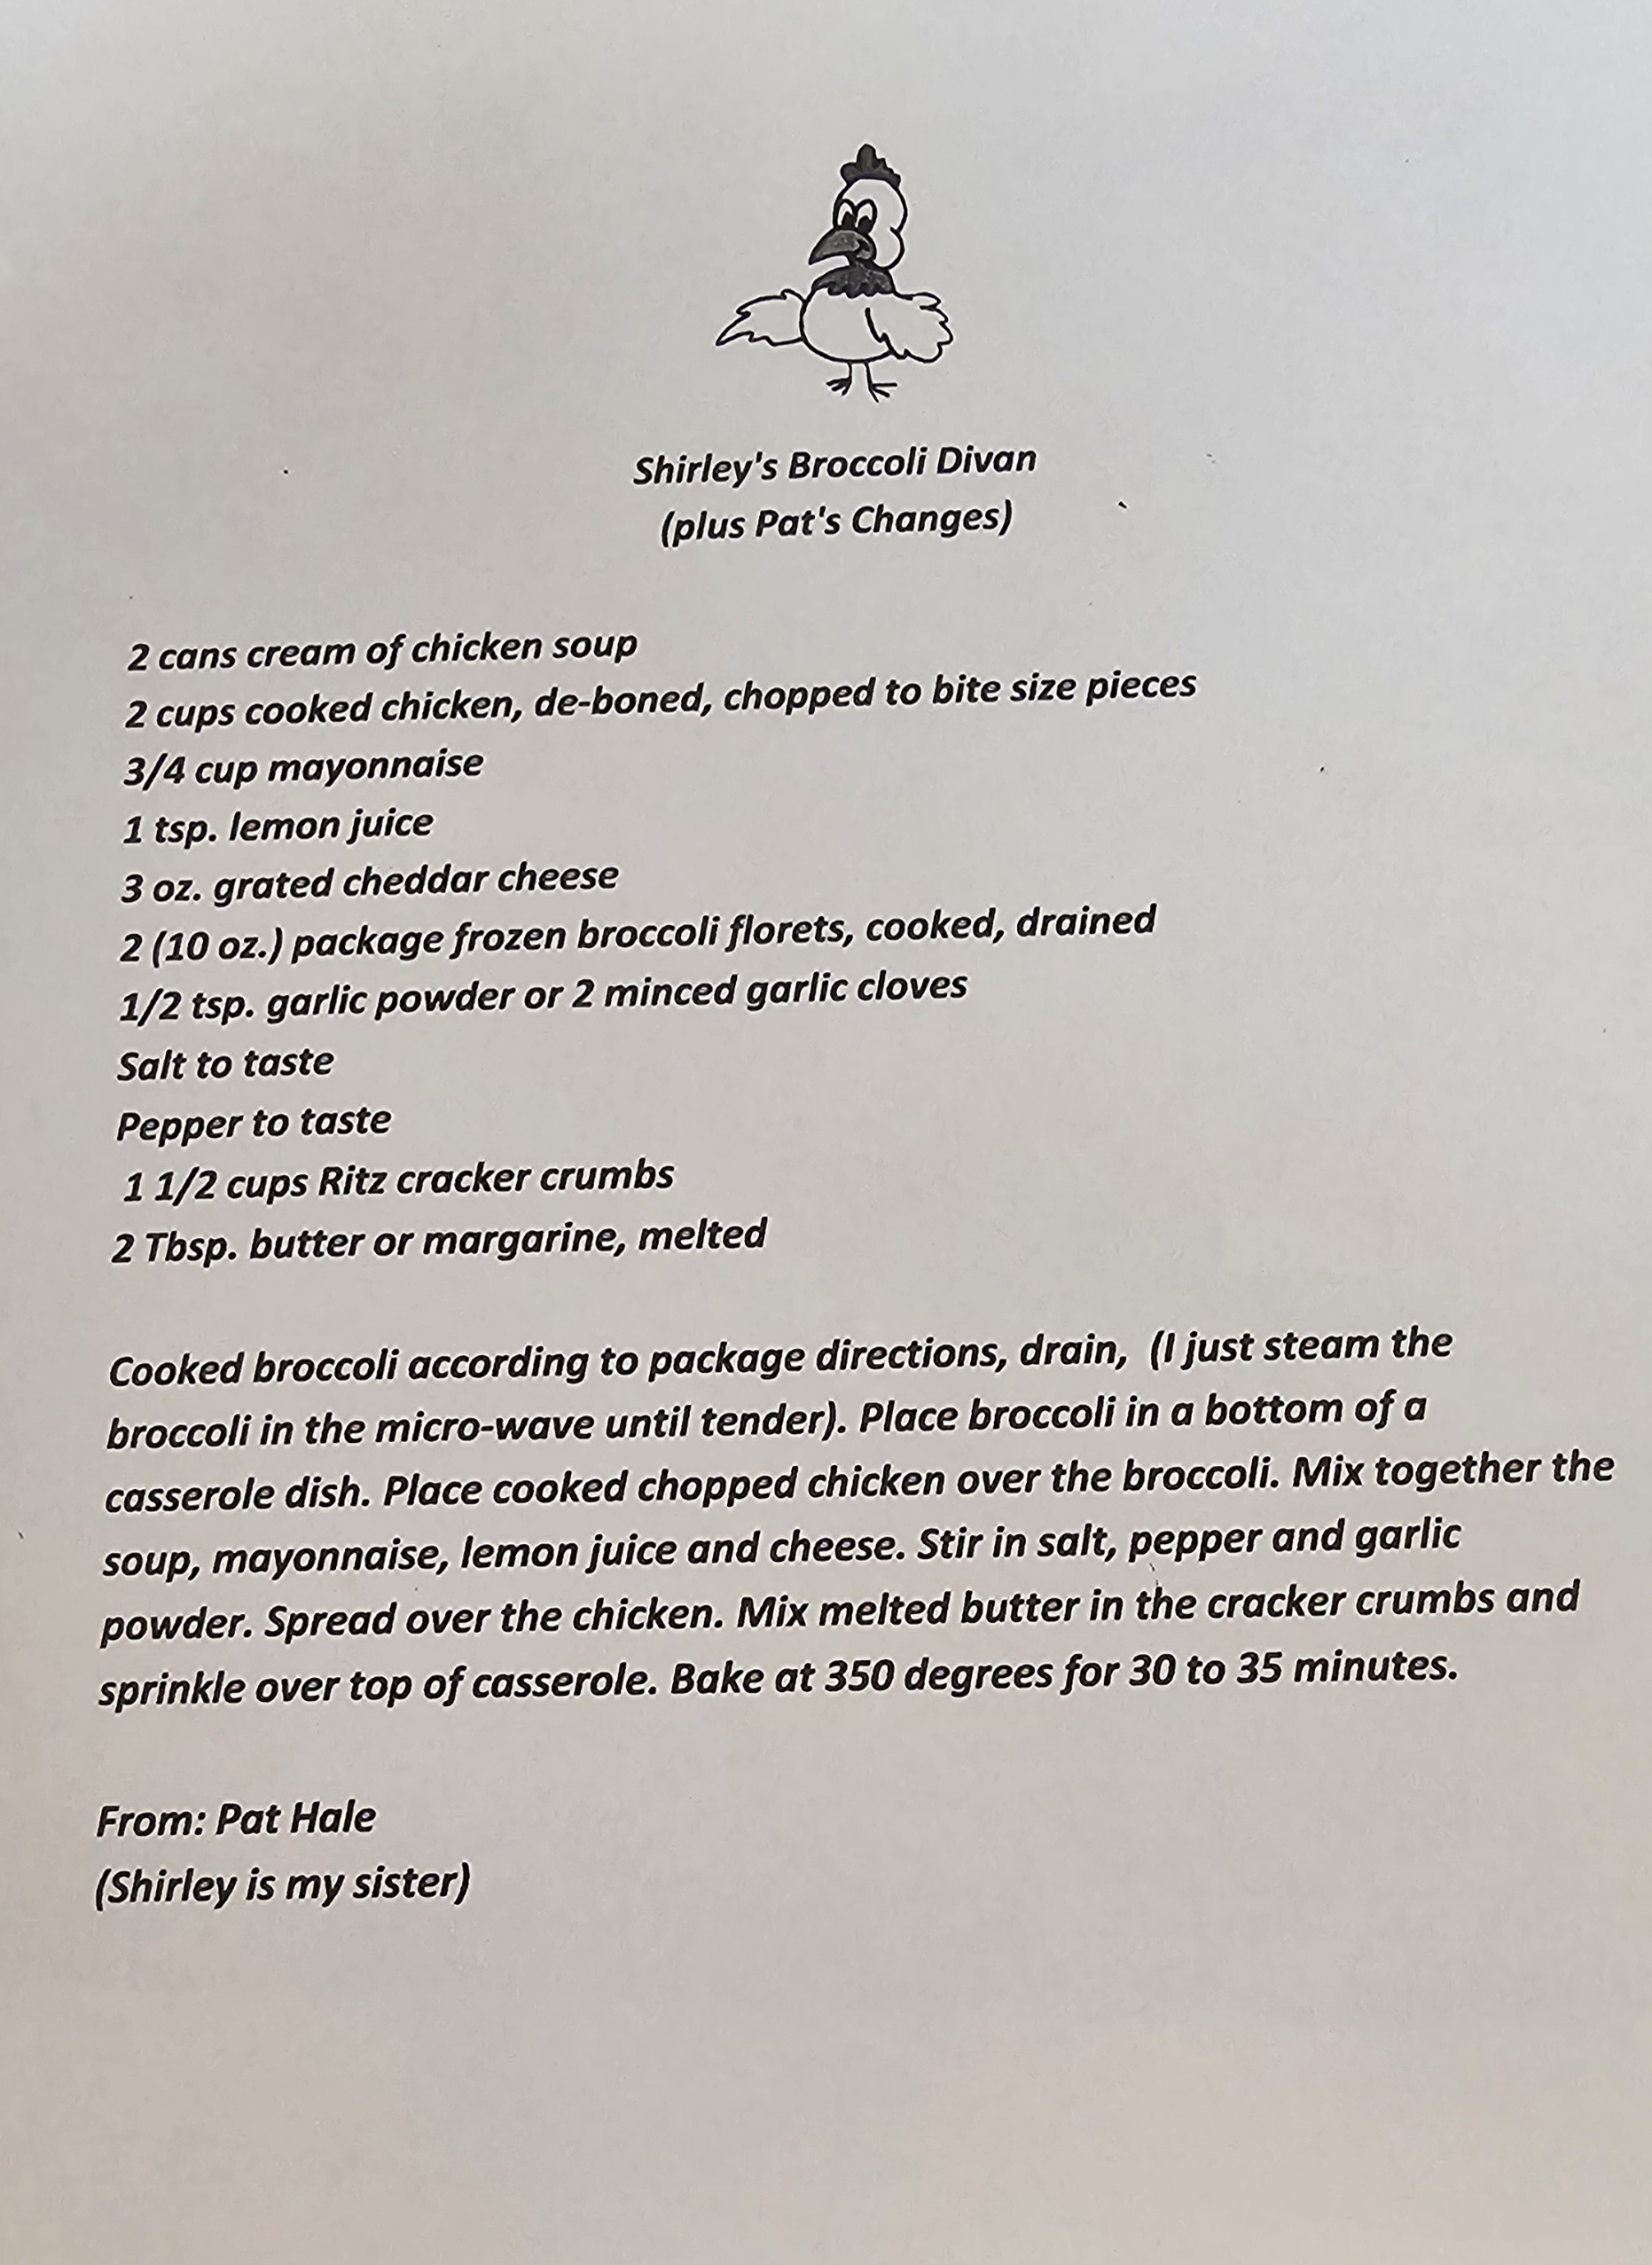 Shirley's Broccoli Divan
(plus Pat's Changes)
2 cans cream of chicken soup
2 cups cooked chicken, de-boned, chopped to bite size pieces
3/4 cup mayonnaise
1 tsp. lemon juice
3 oz. grated cheddar cheese
2 (10 oz.) package frozen broccoli florets, cooked, drained
1/2 tsp. garlic powder or 2 minced garlic cloves
Salt to taste
Pepper to taste
1 1/2 cups Ritz cracker crumbs
2 Tbsp. butter or margarine, melted
Cooked broccoli according to package directions, drain, (I just steam the
broccoli in the micro-wave until tender). Place broccoli in a bottom of a
casserole dish. Place cooked chopped chicken over the broccoli. Mix together the
soup, mayonnaise, lemon juice and cheese. Stir in salt, pepper and garlic
powder. Spread over the chicken. Mix melted butter in the cracker crumbs and
sprinkle over top of casserole. Bake at 350 degrees for 30 to 35 minutes.
From: Pat Hale
(Shirley is my sister)